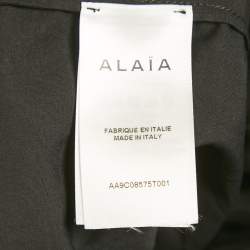 ALAÏA
FABRIQUE EN ITALIE
MADE IN ITALY
AA9C08575T001